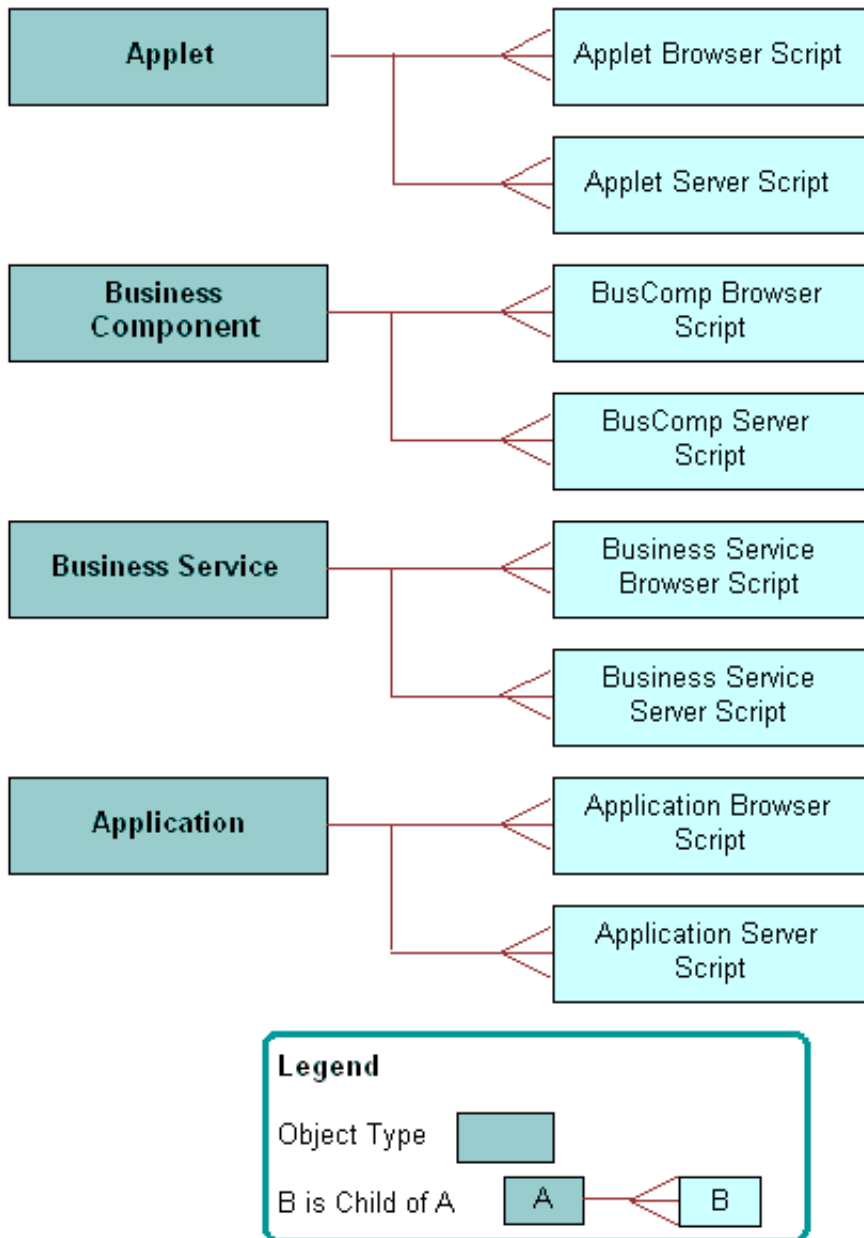 Applet
Applet Browser Script
Applet Server Script
Business
Component
BusComp Browser
Script
BusComp Server
Script
Business Service
Business Service
Browser Script
Business Service
Server Script
Application
Application Browser
Script
Application Server
Script
Legend
Object Type
B is Child of A
A
B